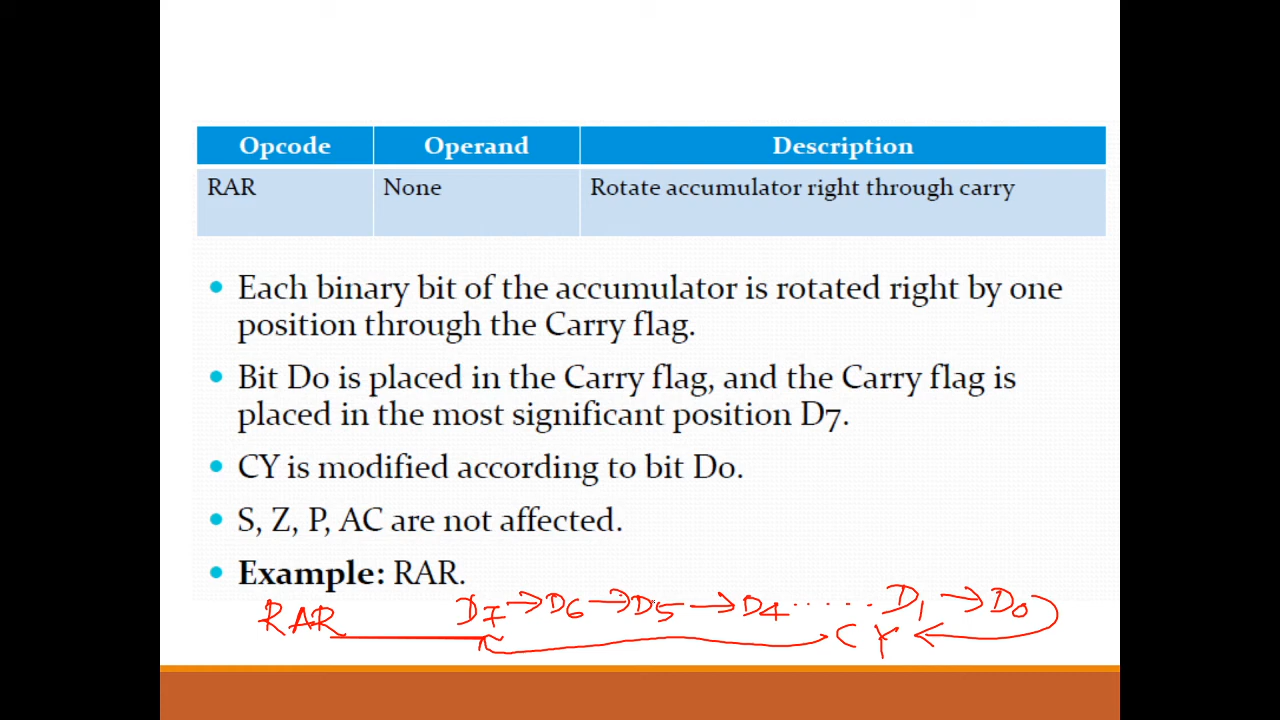 Opcode Operand Description
RAR None Rotate accumulator right through carry
• Each binary bit of the accumulator is rotated right by one
position through the Carry flag.
• Bit D0 is placed in the Carry flag, and the Carry flag is
placed in the most significant position D7.
• CY is modified according to bit D0.
• S, Z, P, AC are not affected.
• Example: RAR.
RAR D7 → D6 → D5 → D4 ...... D1 → D0
CY